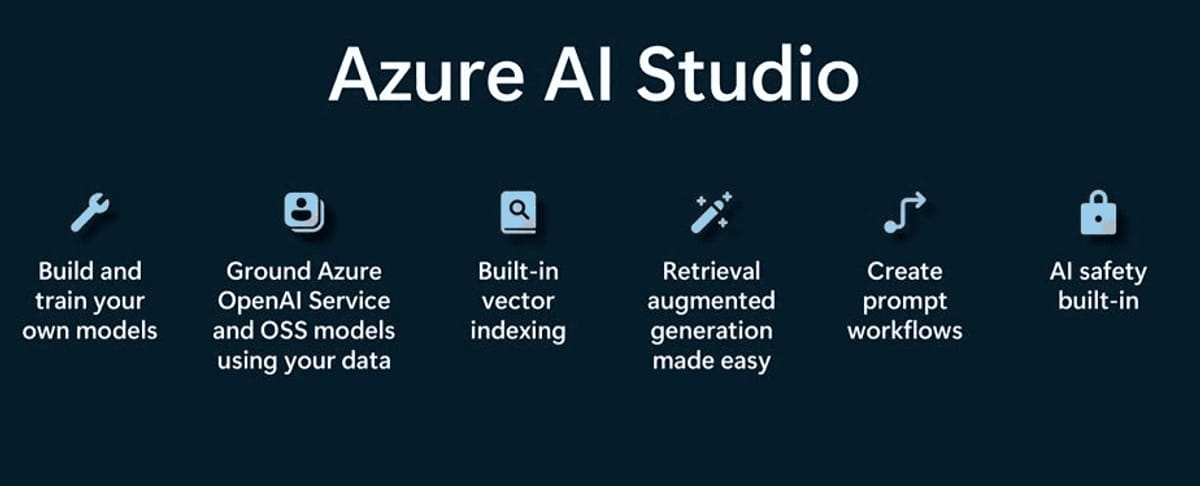 Azure AI Studio
Build and
train your
own models
Ground Azure
OpenAI Service
and OSS models
using your data
Built-in
vector
indexing
Retrieval
augmented
generation
made easy
Create
prompt
workflows
AI safety
built-in